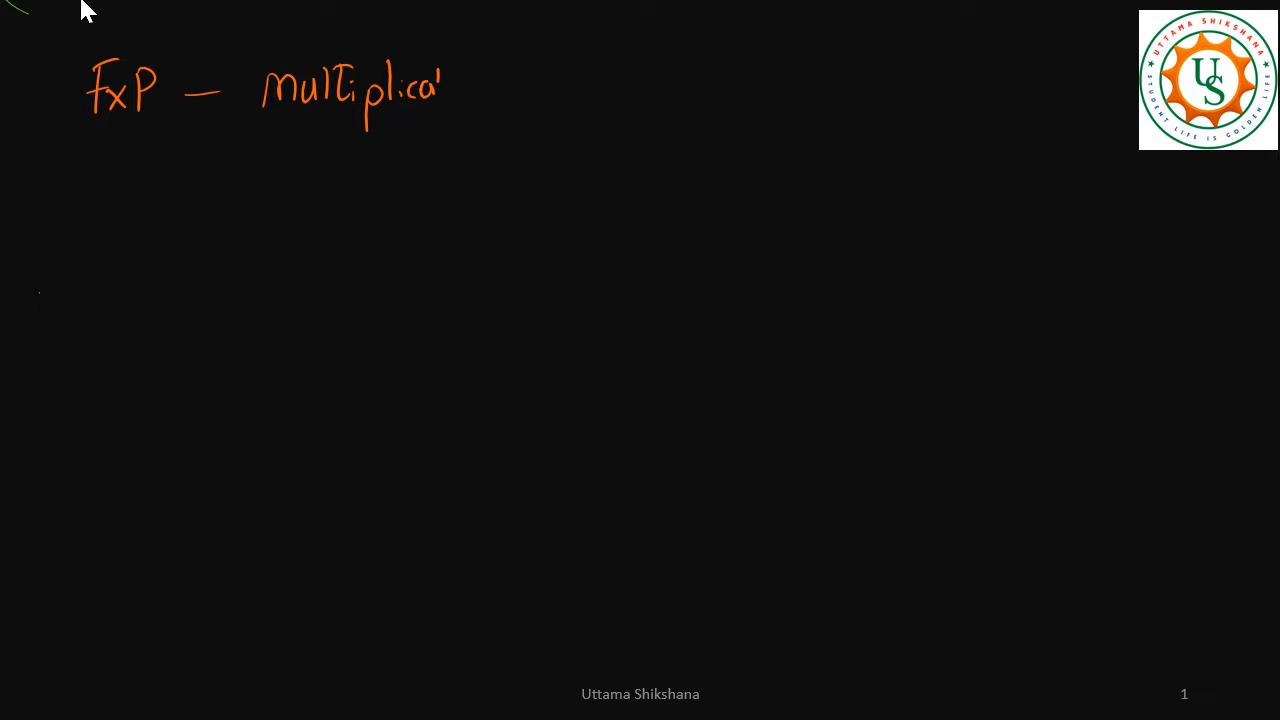 FxP — multiplica
UTTAMA SHIKSHANA
US
STUDENT LIFE IS GOLDEN LIFE
Uttama Shikshana
1